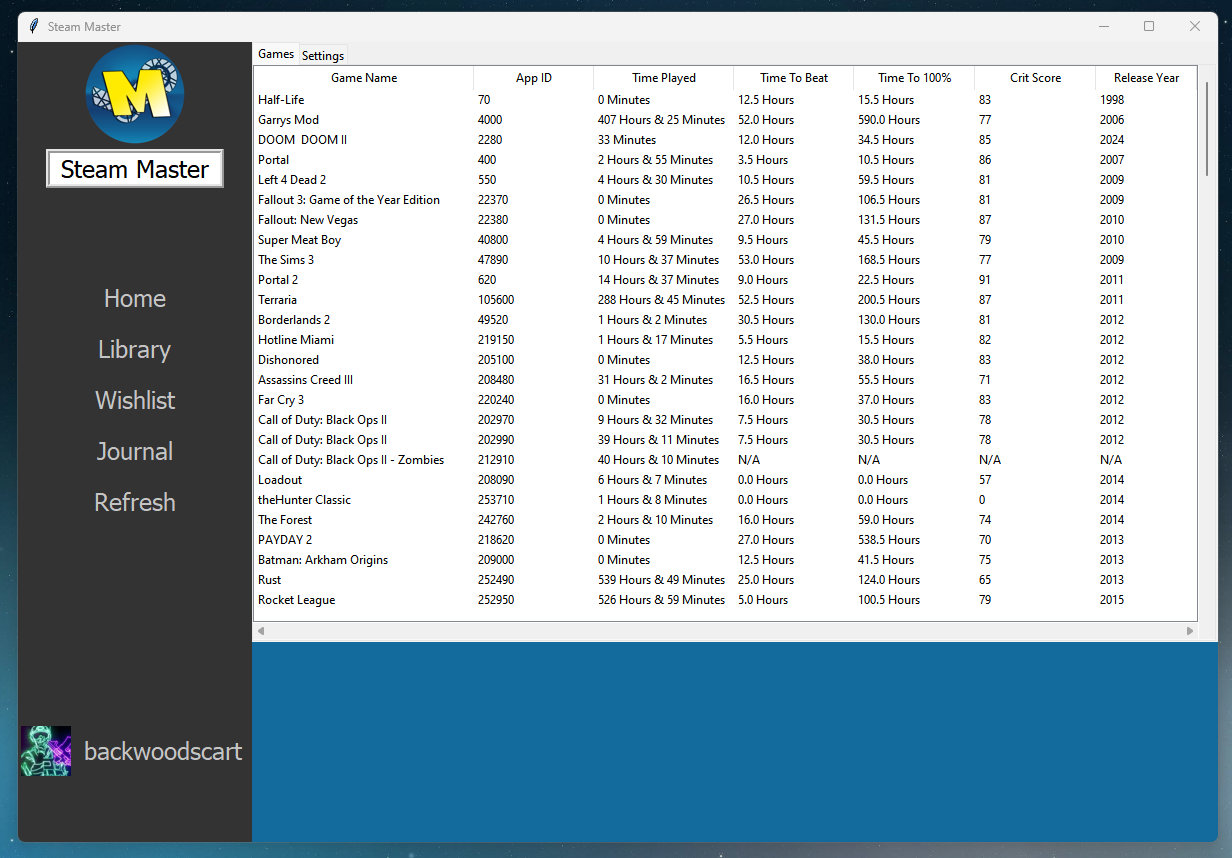 Steam Master
M
Steam Master
Home
Library
Wishlist
Journal
Refresh
backwoodscart
Games Settings
Game Name App ID Time Played Time To Beat Time To 100% Crit Score Release Year
Half-Life 70 0 Minutes 12.5 Hours 15.5 Hours 83 1998
Garrys Mod 4000 407 Hours & 25 Minutes 52.0 Hours 590.0 Hours 77 2006
DOOM  DOOM II 2280 33 Minutes 12.0 Hours 34.5 Hours 85 2024
Portal 400 2 Hours & 55 Minutes 3.5 Hours 10.5 Hours 86 2007
Left 4 Dead 2 550 4 Hours & 30 Minutes 10.5 Hours 59.5 Hours 81 2009
Fallout 3: Game of the Year Edition 22370 0 Minutes 26.5 Hours 106.5 Hours 81 2009
Fallout: New Vegas 22380 0 Minutes 27.0 Hours 131.5 Hours 87 2010
Super Meat Boy 40800 4 Hours & 59 Minutes 9.5 Hours 45.5 Hours 79 2010
The Sims 3 47890 10 Hours & 37 Minutes 53.0 Hours 168.5 Hours 77 2009
Portal 2 620 14 Hours & 37 Minutes 9.0 Hours 22.5 Hours 91 2011
Terraria 105600 288 Hours & 45 Minutes 52.5 Hours 200.5 Hours 87 2011
Borderlands 2 49520 1 Hours & 2 Minutes 30.5 Hours 130.0 Hours 81 2012
Hotline Miami 219150 1 Hours & 17 Minutes 5.5 Hours 15.5 Hours 82 2012
Dishonored 205100 0 Minutes 12.5 Hours 38.0 Hours 83 2012
Assassins Creed III 208480 31 Hours & 2 Minutes 16.5 Hours 55.5 Hours 71 2012
Far Cry 3 220240 0 Minutes 16.0 Hours 37.0 Hours 83 2012
Call of Duty: Black Ops II 202970 9 Hours & 32 Minutes 7.5 Hours 30.5 Hours 78 2012
Call of Duty: Black Ops II 202990 39 Hours & 11 Minutes 7.5 Hours 30.5 Hours 78 2012
Call of Duty: Black Ops II - Zombies 212910 40 Hours & 10 Minutes N/A N/A N/A N/A
Loadout 208090 6 Hours & 7 Minutes 0.0 Hours 0.0 Hours 57 2014
theHunter Classic 253710 1 Hours & 8 Minutes 0.0 Hours 0.0 Hours 0 2014
The Forest 242760 2 Hours & 10 Minutes 16.0 Hours 59.0 Hours 74 2014
PAYDAY 2 218620 0 Minutes 27.0 Hours 538.5 Hours 70 2013
Batman: Arkham Origins 209000 0 Minutes 12.5 Hours 41.5 Hours 75 2013
Rust 252490 539 Hours & 49 Minutes 25.0 Hours 124.0 Hours 65 2013
Rocket League 252950 526 Hours & 59 Minutes 5.0 Hours 100.5 Hours 79 2015